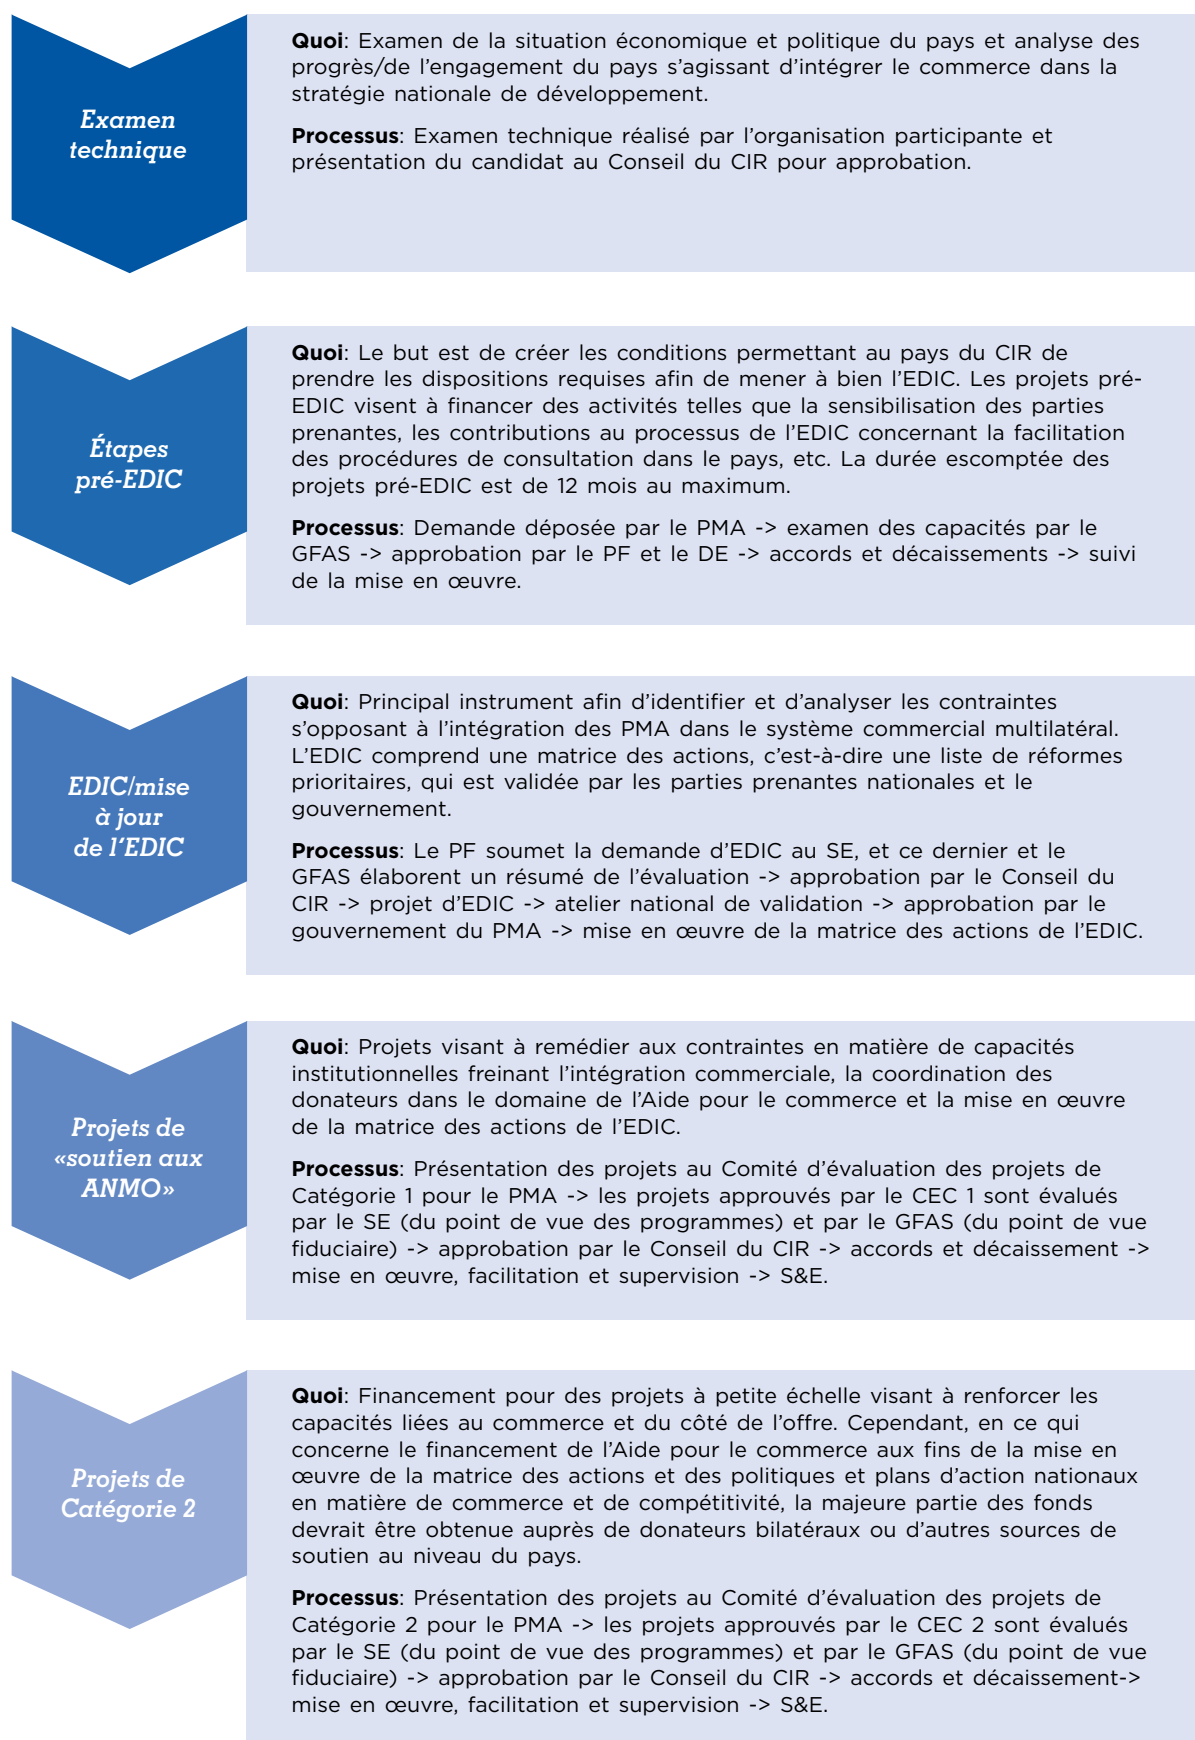 Examen
technique
Quoi: Examen de la situation économique et politique du pays et analyse des
progrès/de l’engagement du pays s’agissant d’intégrer le commerce dans la
stratégie nationale de développement.
Processus: Examen technique réalisé par l’organisation participante et
présentation du candidat au Conseil du CIR pour approbation.
Étapes
pré-EDIC
Quoi: Le but est de créer les conditions permettant au pays du CIR de
prendre les dispositions requises afin de mener à bien l’EDIC. Les projets pré-
EDIC visent à financer des activités telles que la sensibilisation des parties
prenantes, les contributions au processus de l’EDIC concernant la facilitation
des procédures de consultation dans le pays, etc. La durée escomptée des
projets pré-EDIC est de 12 mois au maximum.
Processus: Demande déposée par le PMA -> examen des capacités par le
GFAS -> approbation par le PF et le DE -> accords et décaissements -> suivi
de la mise en œuvre.
EDIC/mise
à jour
de l’EDIC
Quoi: Principal instrument afin d’identifier et d’analyser les contraintes
s’opposant à l’intégration des PMA dans le système commercial multilatéral.
L’EDIC comprend une matrice des actions, c’est-à-dire une liste de réformes
prioritaires, qui est validée par les parties prenantes nationales et le
gouvernement.
Processus: Le PF soumet la demande d’EDIC au SE, et ce dernier et le
GFAS élaborent un résumé de l’évaluation -> approbation par le Conseil du
CIR -> projet d’EDIC -> atelier national de validation -> approbation par le
gouvernement du PMA -> mise en œuvre de la matrice des actions de l’EDIC.
Projets de
«soutien aux
ANMO»
Quoi: Projets visant à remédier aux contraintes en matière de capacités
institutionnelles freinant l’intégration commerciale, la coordination des
donateurs dans le domaine de l’Aide pour le commerce et la mise en œuvre
de la matrice des actions de l’EDIC.
Processus: Présentation des projets au Comité d’évaluation des projets de
Catégorie 1 pour le PMA -> les projets approuvés par le CEC 1 sont évalués
par le SE (du point de vue des programmes) et par le GFAS (du point de vue
fiduciaire) -> approbation par le Conseil du CIR -> accords et décaissement ->
mise en œuvre, facilitation et supervision -> S&E.
Projets de
Catégorie 2
Quoi: Financement pour des projets à petite échelle visant à renforcer les
capacités liées au commerce et du côté de l’offre. Cependant, en ce qui
concerne le financement de l’Aide pour le commerce aux fins de la mise en
œuvre de la matrice des actions et des politiques et plans d’action nationaux
en matière de commerce et de compétitivité, la majeure partie des fonds
devrait être obtenue auprès de donateurs bilatéraux ou d’autres sources de
soutien au niveau du pays.
Processus: Présentation des projets au Comité d’évaluation des projets de
Catégorie 2 pour le PMA -> les projets approuvés par le CEC 2 sont évalués
par le SE (du point de vue des programmes) et par le GFAS (du point de vue
fiduciaire) -> approbation par le Conseil du CIR -> accords et décaissement->
mise en œuvre, facilitation et supervision -> S&E.